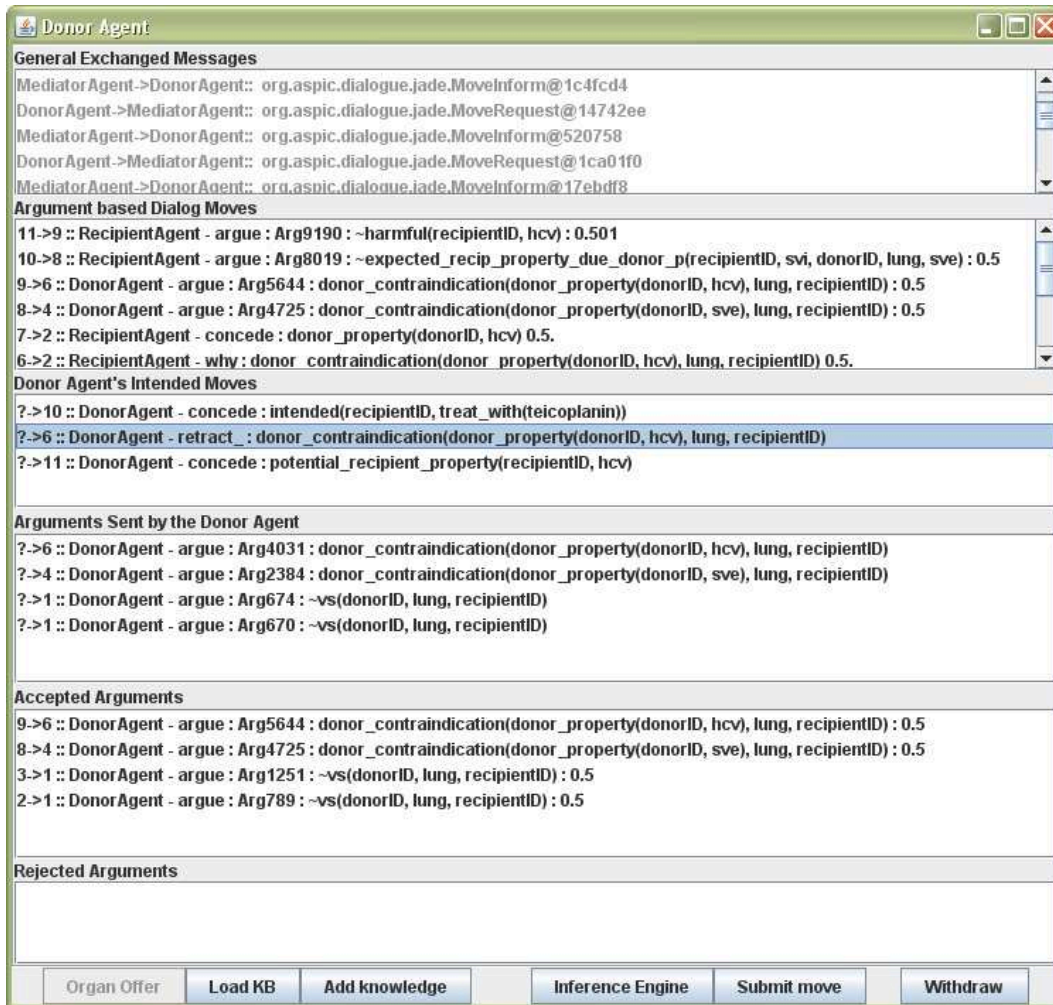 Donor Agent
General Exchanged Messages
MediatorAgent->DonorAgent:: org.aspic.dialogue.jade.MoveInform@1c4fcd4
DonorAgent->MediatorAgent:: org.aspic.dialogue.jade.MoveRequest@14742ee
MediatorAgent->DonorAgent:: org.aspic.dialogue.jade.MoveInform@520758
DonorAgent->MediatorAgent:: org.aspic.dialogue.jade.MoveRequest@1ca01f0
MediatorAgent->DonorAgent:: org.aspic.dialogue.jade.MoveInform@17ebdf8
Argument based Dialog Moves
11->9 :: RecipientAgent - argue : Arg9190 : ~harmful(recipientID, hcv) : 0.501
10->8 :: RecipientAgent - argue : Arg8019 : ~expected_recip_property_due_donor_p(recipientID, svi, donorID, lung, sve) : 0.5
9->6 :: DonorAgent - argue : Arg5644 : donor_contraindication(donor_property(donorID, hcv), lung, recipientID) : 0.5
8->4 :: DonorAgent - argue : Arg4725 : donor_contraindication(donor_property(donorID, sve), lung, recipientID) : 0.5
7->2 :: RecipientAgent - concede : donor_property(donorID, hcv) 0.5.
6->2 :: RecipientAgent - why : donor_contraindication(donor_property(donorID, hcv), lung, recipientID) 0.5.
Donor Agent's Intended Moves
?->10 :: DonorAgent - concede : intended(recipientID, treat_with(teicoplanin))
?->6 :: DonorAgent - retract_ : donor_contraindication(donor_property(donorID, hcv), lung, recipientID)
?->11 :: DonorAgent - concede : potential_recipient_property(recipientID, hcv)
Arguments Sent by the Donor Agent
?->6 :: DonorAgent - argue : Arg4031 : donor_contraindication(donor_property(donorID, hcv), lung, recipientID)
?->4 :: DonorAgent - argue : Arg2384 : donor_contraindication(donor_property(donorID, sve), lung, recipientID)
?->1 :: DonorAgent - argue : Arg674 : ~vs(donorID, lung, recipientID)
?->1 :: DonorAgent - argue : Arg670 : ~vs(donorID, lung, recipientID)
Accepted Arguments
9->6 :: DonorAgent - argue : Arg5644 : donor_contraindication(donor_property(donorID, hcv), lung, recipientID) : 0.5
8->4 :: DonorAgent - argue : Arg4725 : donor_contraindication(donor_property(donorID, sve), lung, recipientID) : 0.5
3->1 :: DonorAgent - argue : Arg1251 : ~vs(donorID, lung, recipientID) : 0.5
2->1 :: DonorAgent - argue : Arg789 : ~vs(donorID, lung, recipientID) : 0.5
Rejected Arguments
Organ Offer Load KB Add knowledge Inference Engine Submit move Withdraw